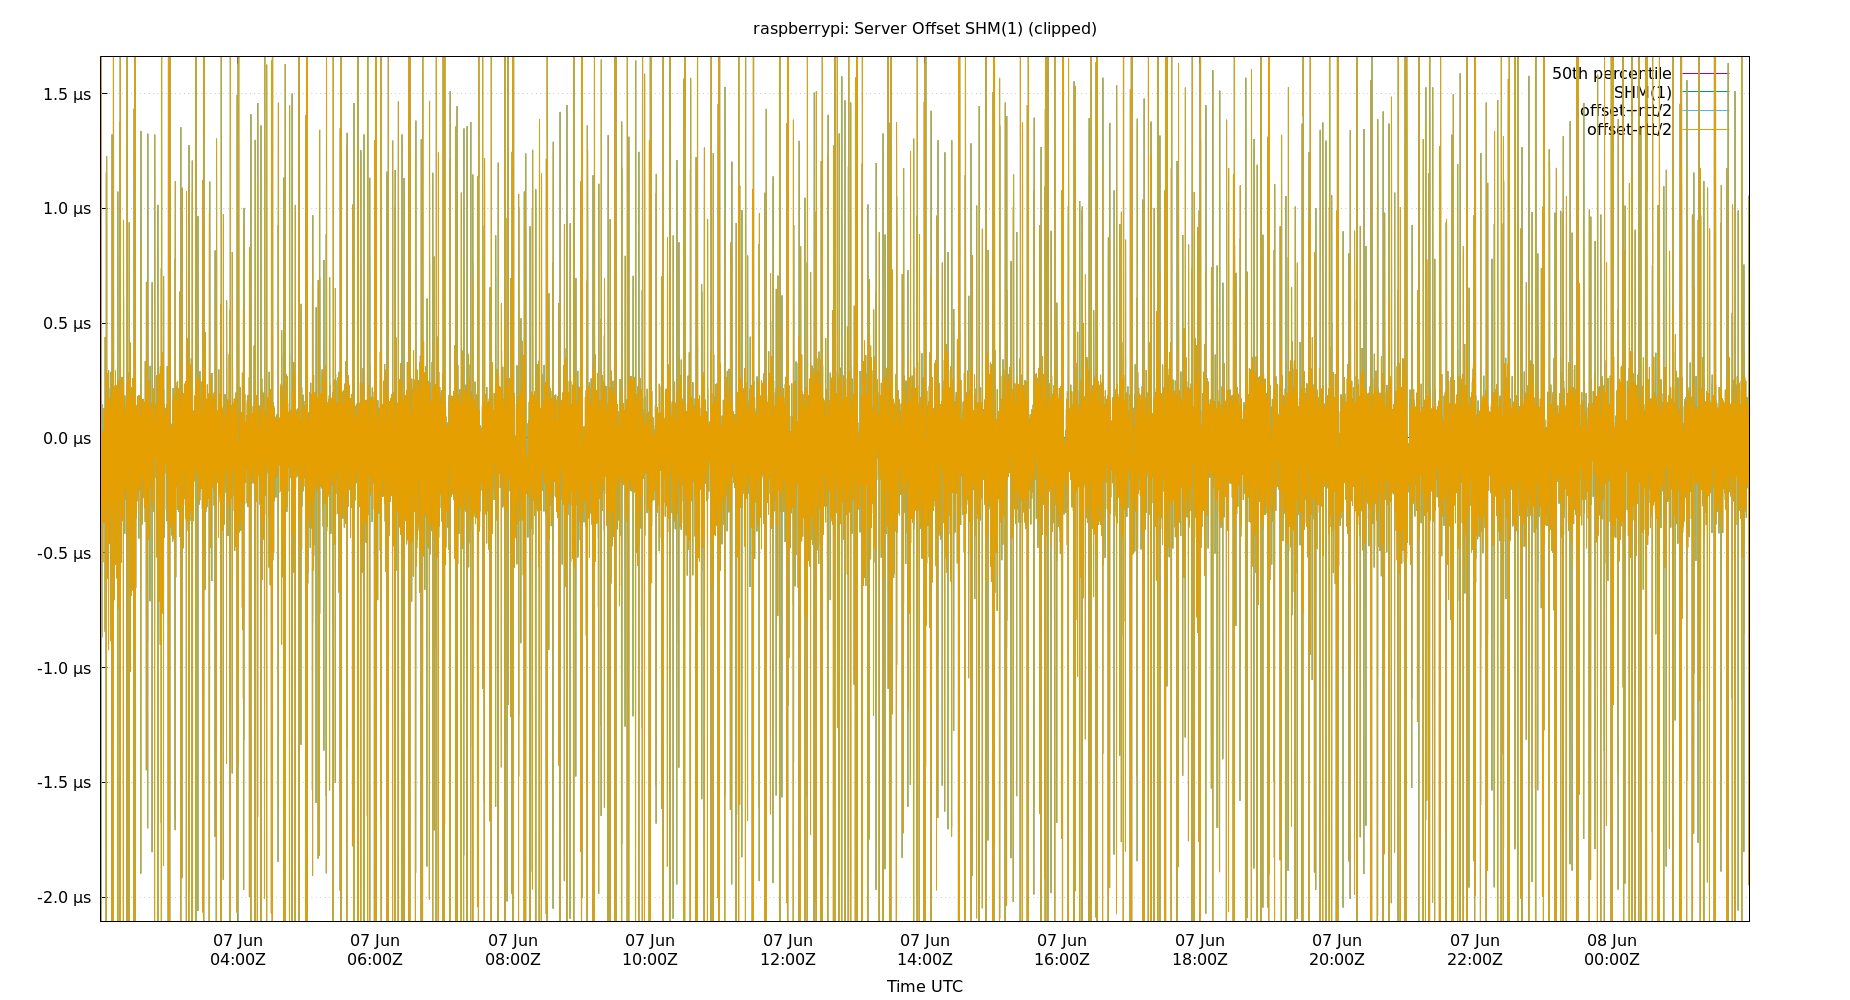 raspberrypi: Server Offset SHM(1) (clipped)
50th percentile
SHM(1)
offset--rtt/2
offset-rtt/2
1.5 µs
1.0 µs
0.5 µs
0.0 µs
-0.5 µs
-1.0 µs
-1.5 µs
-2.0 µs
07 Jun 07 Jun 07 Jun 07 Jun 07 Jun 07 Jun 07 Jun 07 Jun 07 Jun 07 Jun 08 Jun
04:00Z 06:00Z 08:00Z 10:00Z 12:00Z 14:00Z 16:00Z 18:00Z 20:00Z 22:00Z 00:00Z
Time UTC